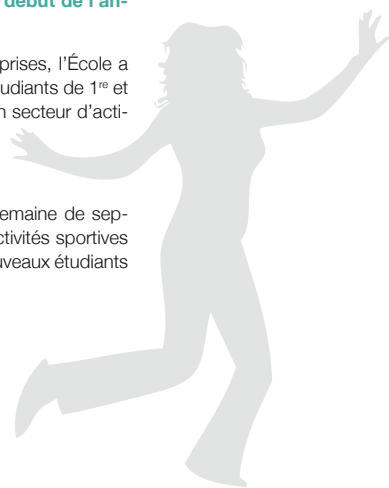 début de l'an-
prises, l'École a
udiants de 1re et
n secteur d'acti-
emaine de sep-
ctivités sportives
uveaux étudiants